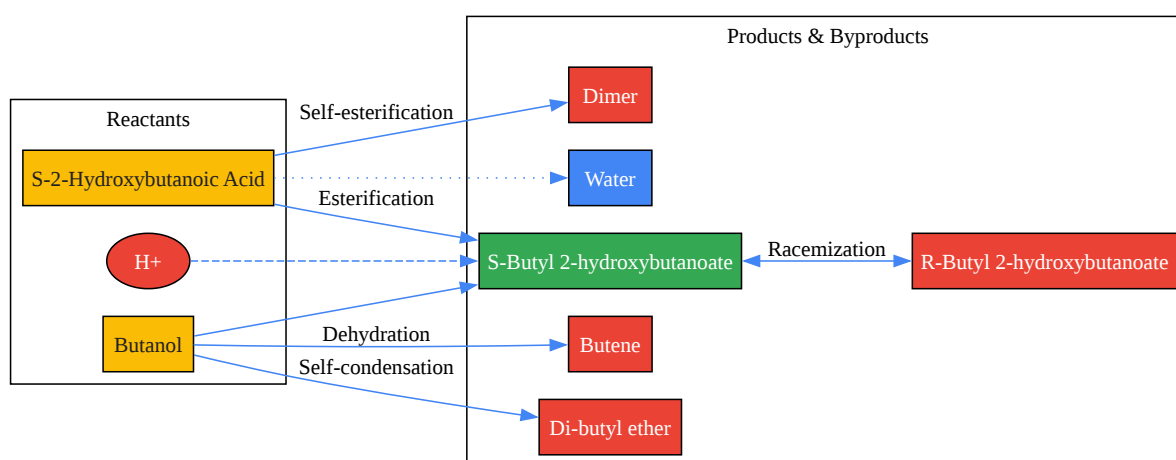 Products & Byproducts
Reactants
Self-esterification
Dimer
S-2-Hydroxybutanoic Acid
Water
Esterification
H+
S-Butyl 2-hydroxybutanoate
Racemization
R-Butyl 2-hydroxybutanoate
Butanol
Dehydration
Butene
Self-condensation
Di-butyl ether